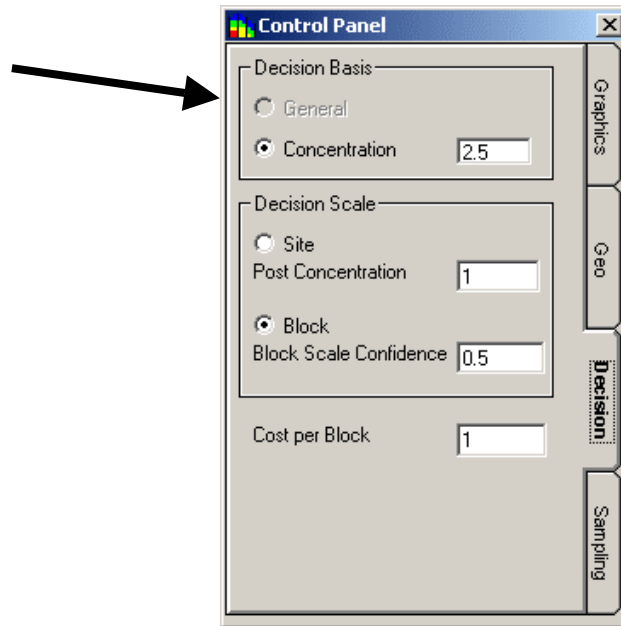 Control Panel
Decision Basis
General
Concentration 2.5
Decision Scale
Site
Post Concentration 1
Block
Block Scale Confidence 0.5
Cost per Block 1
Graphics
Geo
Decision
Sampling